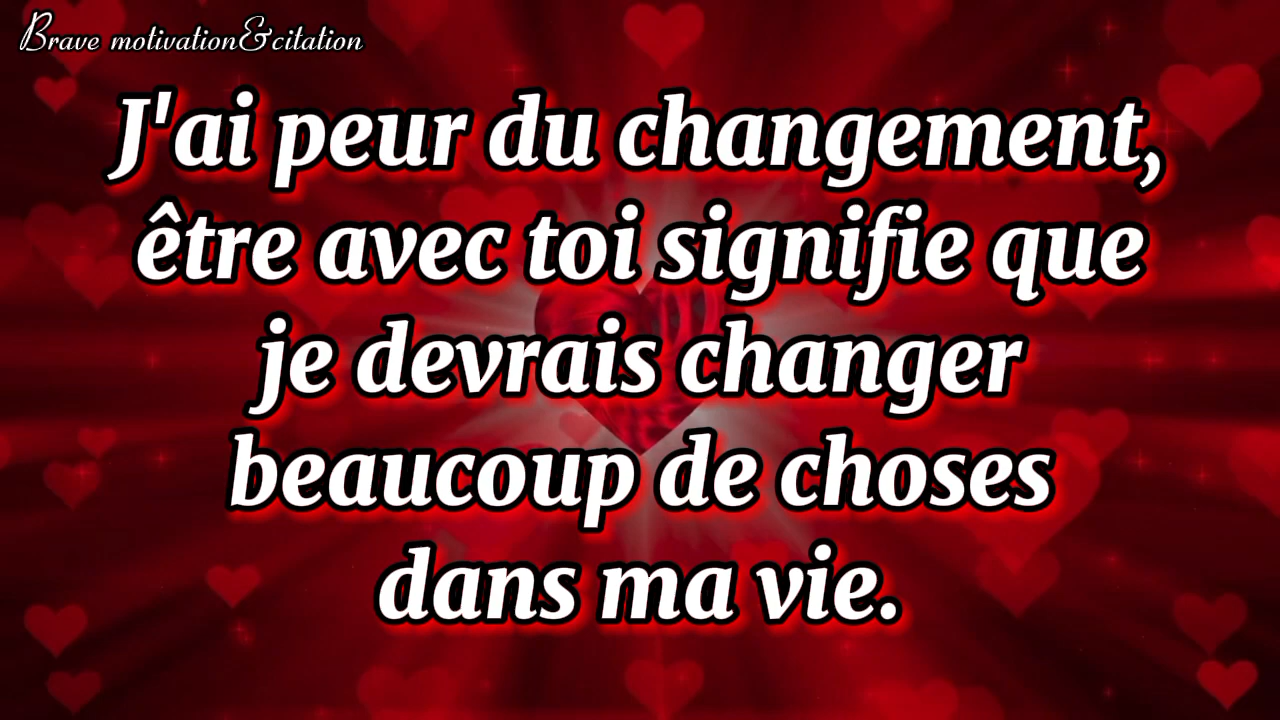 Brave motivation&citation
J'ai peur du changement,
être avec toi signifie que
je devrais changer
beaucoup de choses
dans ma vie.